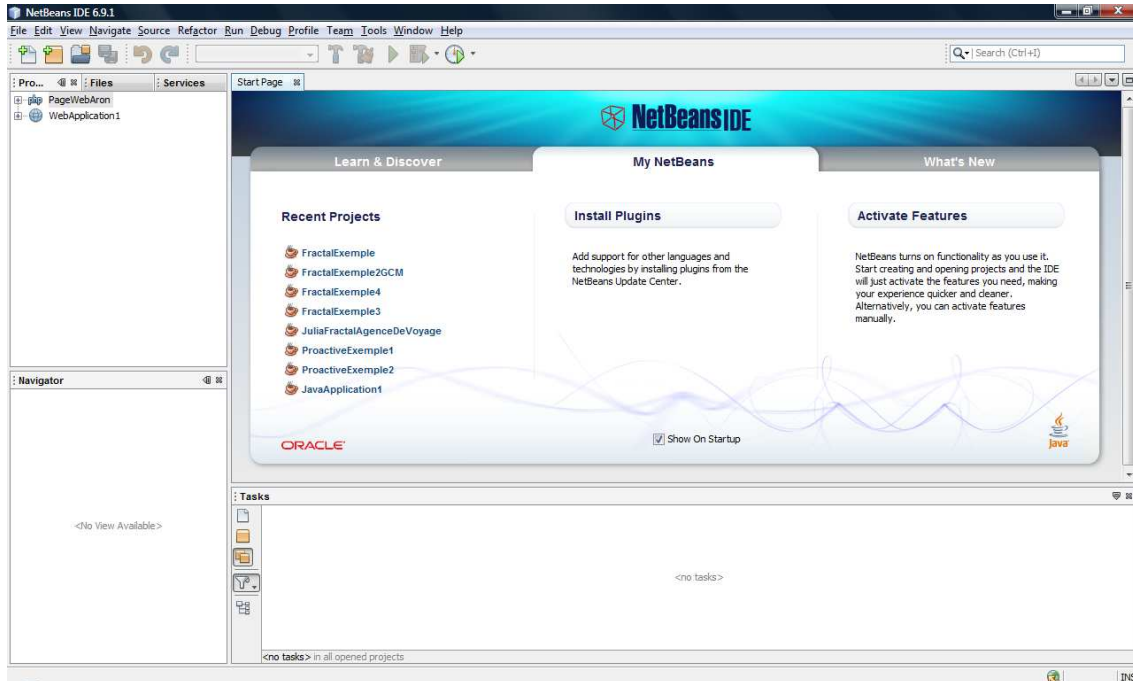 NetBeans IDE 6.9.1
File Edit View Navigate Source Refactor Run Debug Profile Team Tools Window Help
Search (Ctrl+I)
Pro... Files Services
Start Page
PageWebAron
WebApplication1
NetBeans IDE
Learn & Discover
My NetBeans
What's New
Recent Projects
FractalExemple
FractalExemple2GCM
FractalExemple4
FractalExemple3
JuliaFractalAgenceDeVoyage
ProactiveExemple1
ProactiveExemple2
JavaApplication1
Install Plugins
Add support for other languages and
technologies by installing plugins from the
NetBeans Update Center.
Activate Features
NetBeans turns on functionality as you use it.
Start creating and opening projects and the IDE
will just activate the features you need, making
your experience quicker and cleaner.
Alternatively, you can activate features
manually.
ORACLE
Show On Startup
Java
Navigator
<No View Available>
Tasks
<no tasks>
<no tasks> in all opened projects
INS